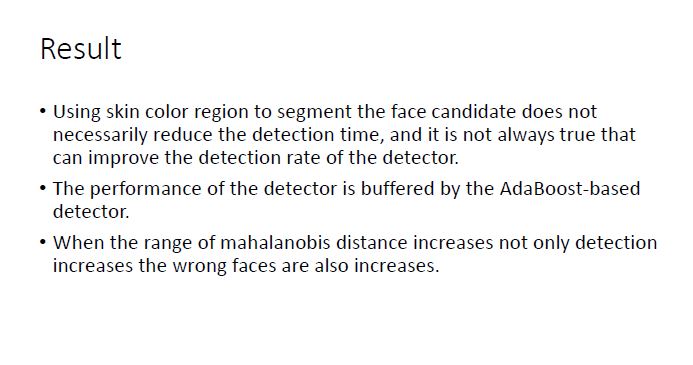 Result
• Using skin color region to segment the face candidate does not
necessarily reduce the detection time, and it is not always true that
can improve the detection rate of the detector.
• The performance of the detector is buffered by the AdaBoost-based
detector.
• When the range of mahalanobis distance increases not only detection
increases the wrong faces are also increases.